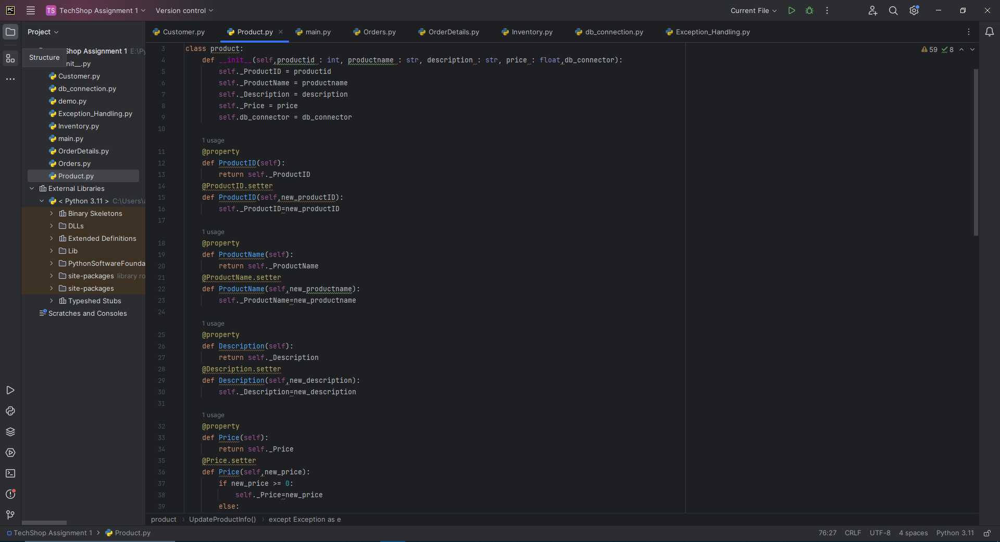 TS TechShop Assignment 1 Version control Current File
Project
Customer.py Product.py main.py Orders.py OrderDetails.py Inventory.py db_connection.py Exception_Handling.py
Shop Assignment 1
Structure
Customer.py
db_connection.py
demo.py
Exception_Handling.py
Inventory.py
main.py
OrderDetails.py
Orders.py
Product.py
External Libraries
< Python 3.11 >
Binary Skeletons
DLLs
Extended Definitions
Lib
site-packages library
site-packages
Typeshed Stubs
Scratches and Consoles
59 8
3 class product:
4 def __init__(self,productid : int, productname : str, description : str, price : float,db_connector):
5 self._ProductID = productid
6 self._ProductName = productname
7 self._Description = description
8 self._Price = price
9 self.db_connector = db_connector
10
1 usage
11 @property
12 def ProductID(self):
13 return self._ProductID
14 @ProductID.setter
15 def ProductID(self,new_productID):
16 self._ProductID=new_productID
17
1 usage
18 @property
19 def ProductName(self):
20 return self._ProductName
21 @ProductName.setter
22 def ProductName(self,new_productname):
23 self._ProductName=new_productname
24
1 usage
25 @property
26 def Description(self):
27 return self._Description
28 @Description.setter
29 def Description(self,new_description):
30 self._Description=new_description
31
1 usage
32 @property
33 def Price(self):
34 return self._Price
35 @Price.setter
36 def Price(self,new_price):
37 if new_price >= 0:
38 self._Price=new_price
39 else:
product › UpdateProductInfo() › except Exception as e
TechShop Assignment 1 > Product.py
76:27 CRLF UTF-8 4 spaces Python 3.11